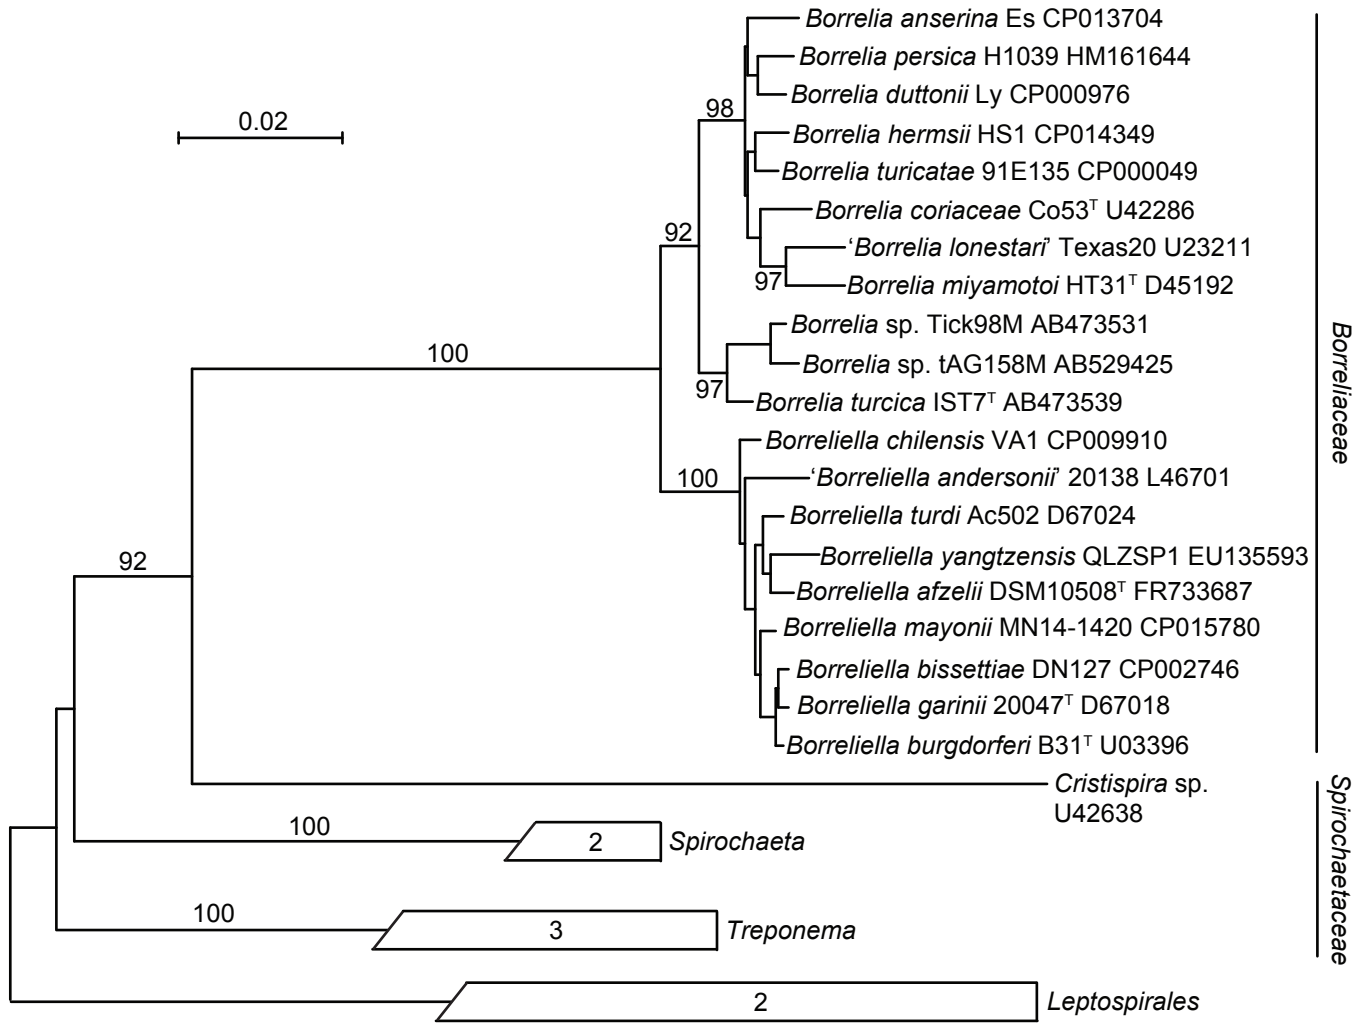 Borrelia anserina Es CP013704
Borrelia persica H1039 HM161644
Borrelia duttonii Ly CP000976
98
0.02
Borrelia hermsii HS1 CP014349
Borrelia turicatae 91E135 CP000049
Borrelia coriaceae Co53ᵀ U42286
92
‘Borrelia lonestari’ Texas20 U23211
97
Borrelia miyamotoi HT31ᵀ D45192
Borrelia sp. Tick98M AB473531
100
Borrelia sp. tAG158M AB529425
97
Borrelia turcica IST7ᵀ AB473539
Borreliaceae
Borreliella chilensis VA1 CP009910
100
‘Borreliella andersonii’ 20138 L46701
Borreliella turdi Ac502 D67024
92
Borreliella yangtzensis QLZSP1 EU135593
Borreliella afzelii DSM10508ᵀ FR733687
Borreliella mayonii MN14-1420 CP015780
Borreliella bissettiae DN127 CP002746
Borreliella garinii 20047ᵀ D67018
Borreliella burgdorferi B31ᵀ U03396
Cristispira sp.
U42638
100
2
Spirochaeta
Spirochaetaceae
100
3
Treponema
2
Leptospirales